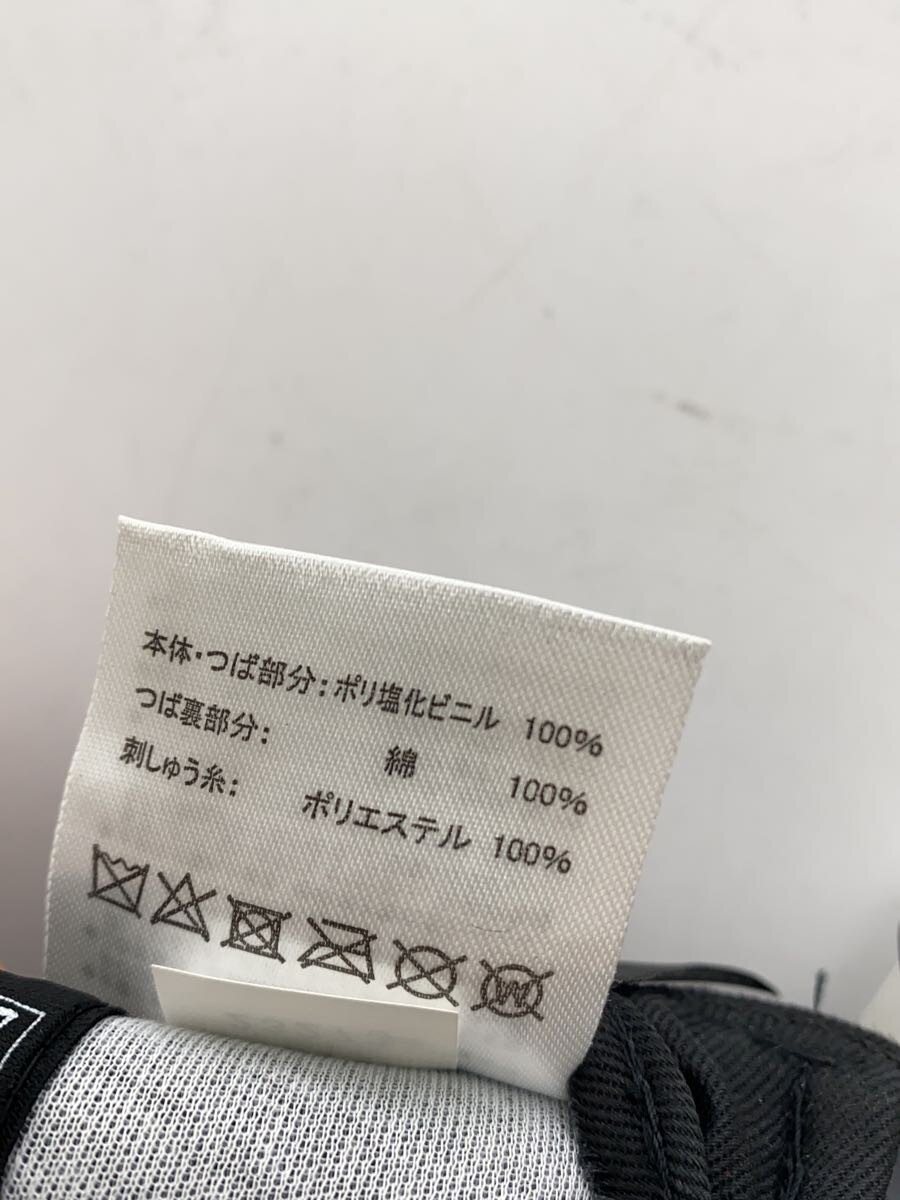 本体・つば部分：ポリ塩化ビニル 100%
つば裏部分： 綿 100%
刺しゅう糸： ポリエステル 100%
W